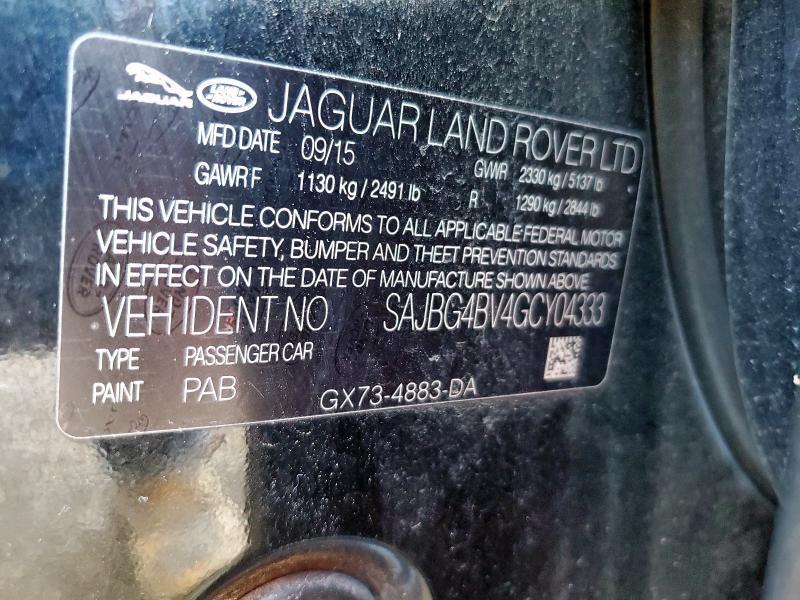 JAGUAR LAND ROVER JAGUAR LAND ROVER LTD
MFD DATE 09/15 GVWR 2330 kg / 5137 lb
GAWR F 1130 kg / 2491 lb R 1290 kg / 2844 lb
THIS VEHICLE CONFORMS TO ALL APPLICABLE FEDERAL MOTOR
VEHICLE SAFETY, BUMPER AND THEFT PREVENTION STANDARDS
IN EFFECT ON THE DATE OF MANUFACTURE SHOWN ABOVE
VEH IDENT NO. SAJBG4BV4GCY04333
TYPE PASSENGER CAR
PAINT PAB GX73-4883-DA